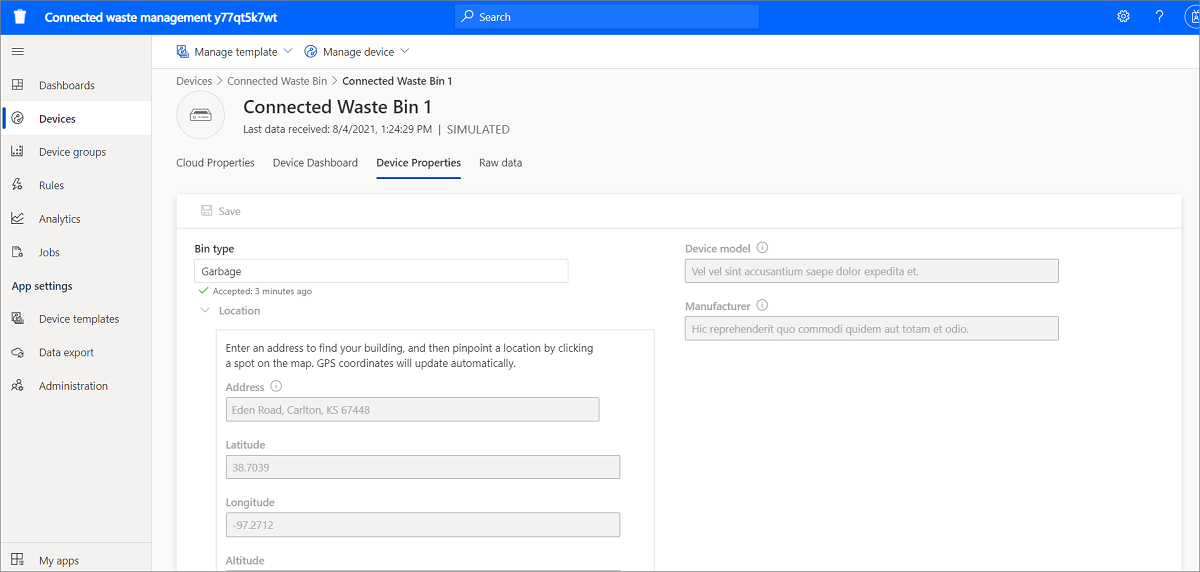 Connected waste management y77qt5k7wt
Search
?
Manage template
Manage device
Dashboards
Devices
Device groups
Rules
Analytics
Jobs
App settings
Device templates
Data export
Administration
My apps
Devices > Connected Waste Bin > Connected Waste Bin 1
Connected Waste Bin 1
Last data received: 8/4/2021, 1:24:29 PM | SIMULATED
Cloud Properties
Device Dashboard
Device Properties
Raw data
Save
Bin type
Garbage
Accepted: 3 minutes ago
Location
Enter an address to find your building, and then pinpoint a location by clicking
a spot on the map. GPS coordinates will update automatically.
Address
Eden Road, Carlton, KS 67448
Latitude
38.7039
Longitude
-97.2712
Altitude
Device model
Vel vel sint accusantium saepe dolor expedita et.
Manufacturer
Hic reprehenderit quo commodi quidem aut totam et odio.